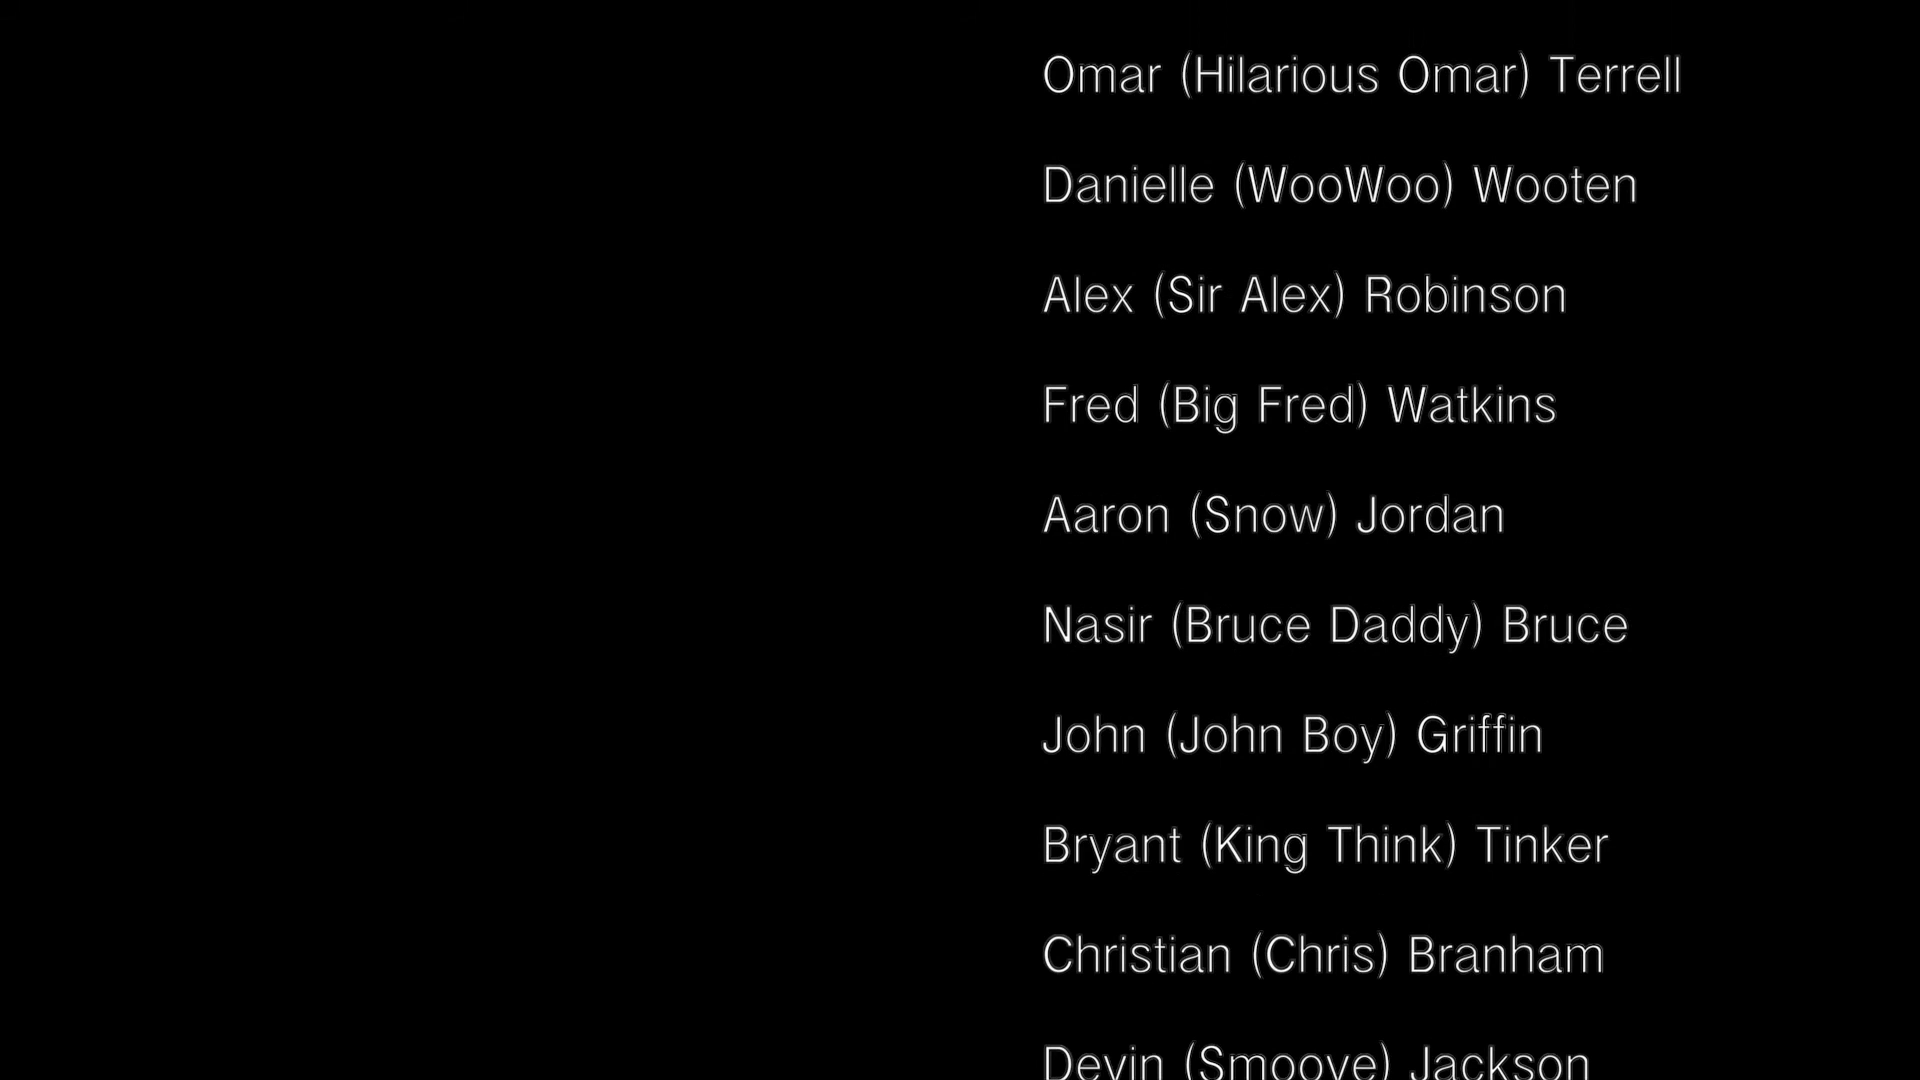 Omar (Hilarious Omar) Terrell
Danielle (WooWoo) Wooten
Alex (Sir Alex) Robinson
Fred (Big Fred) Watkins
Aaron (Snow) Jordan
Nasir (Bruce Daddy) Bruce
John (John Boy) Griffin
Bryant (King Think) Tinker
Christian (Chris) Branham
Devin (Smoove) Jackson